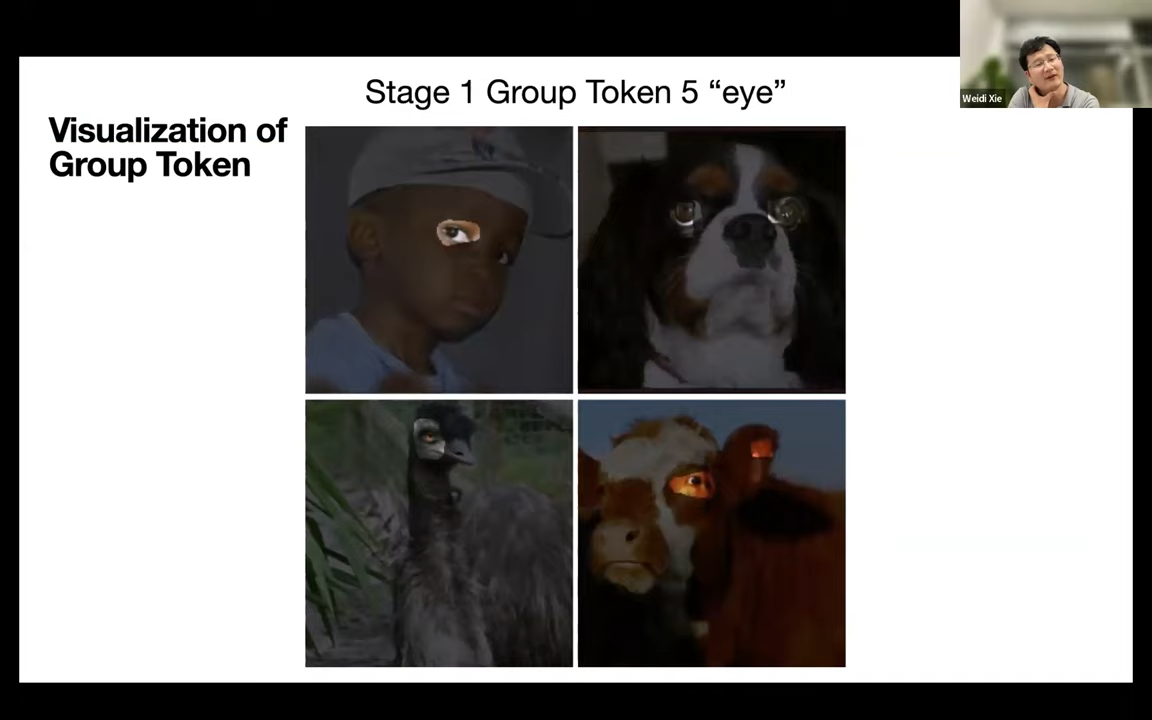 Stage 1 Group Token 5 “eye”
Visualization of
Group Token
Weidi Xie